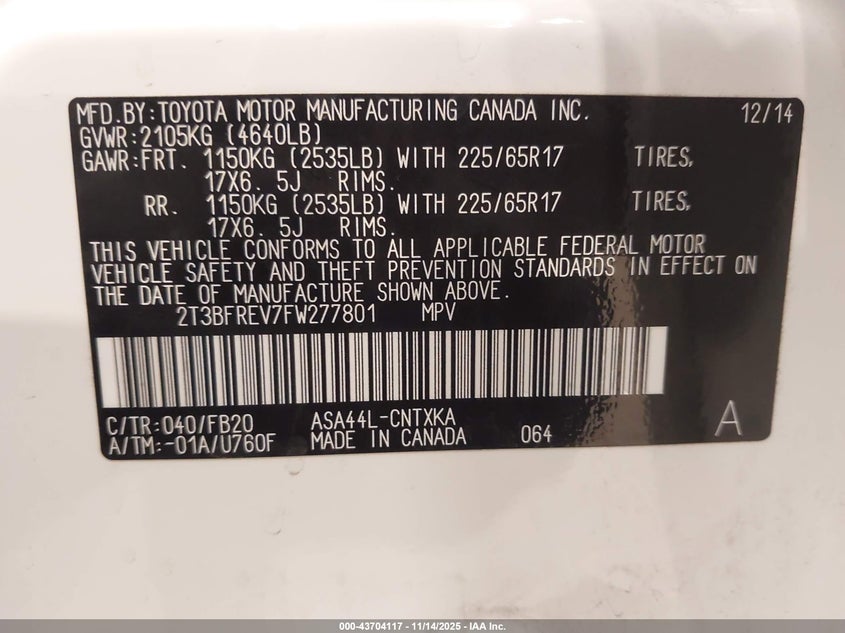 MFD.BY:TOYOTA MOTOR MANUFACTURING CANADA INC. 12/14
GVWR:2105KG (4640LB)
GAWR:FRT. 1150KG (2535LB) WITH 225/65R17 TIRES,
17X6. 5J RIMS.
RR. 1150KG (2535LB) WITH 225/65R17 TIRES,
17X6. 5J RIMS.
THIS VEHICLE CONFORMS TO ALL APPLICABLE FEDERAL MOTOR
VEHICLE SAFETY AND THEFT PREVENTION STANDARDS IN EFFECT ON
THE DATE OF MANUFACTURE SHOWN ABOVE.
2T3BFREV7FW277801 MPV
C/TR:040/FB20 ASA44L-CNTXKA
A/TM:-01A/U760F MADE IN CANADA 064 A
000-43704117 - 11/14/2025 - IAA Inc.